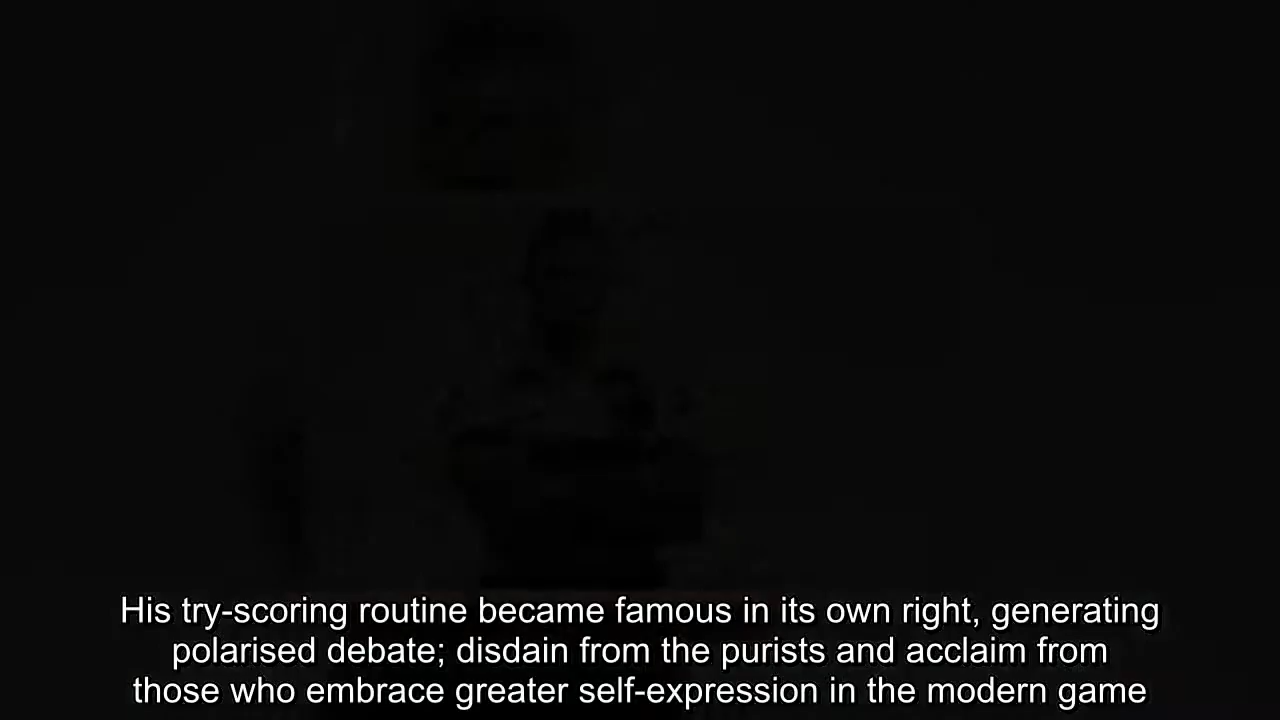 His try-scoring routine became famous in its own right, generating
polarised debate; disdain from the purists and acclaim from
those who embrace greater self-expression in the modern game